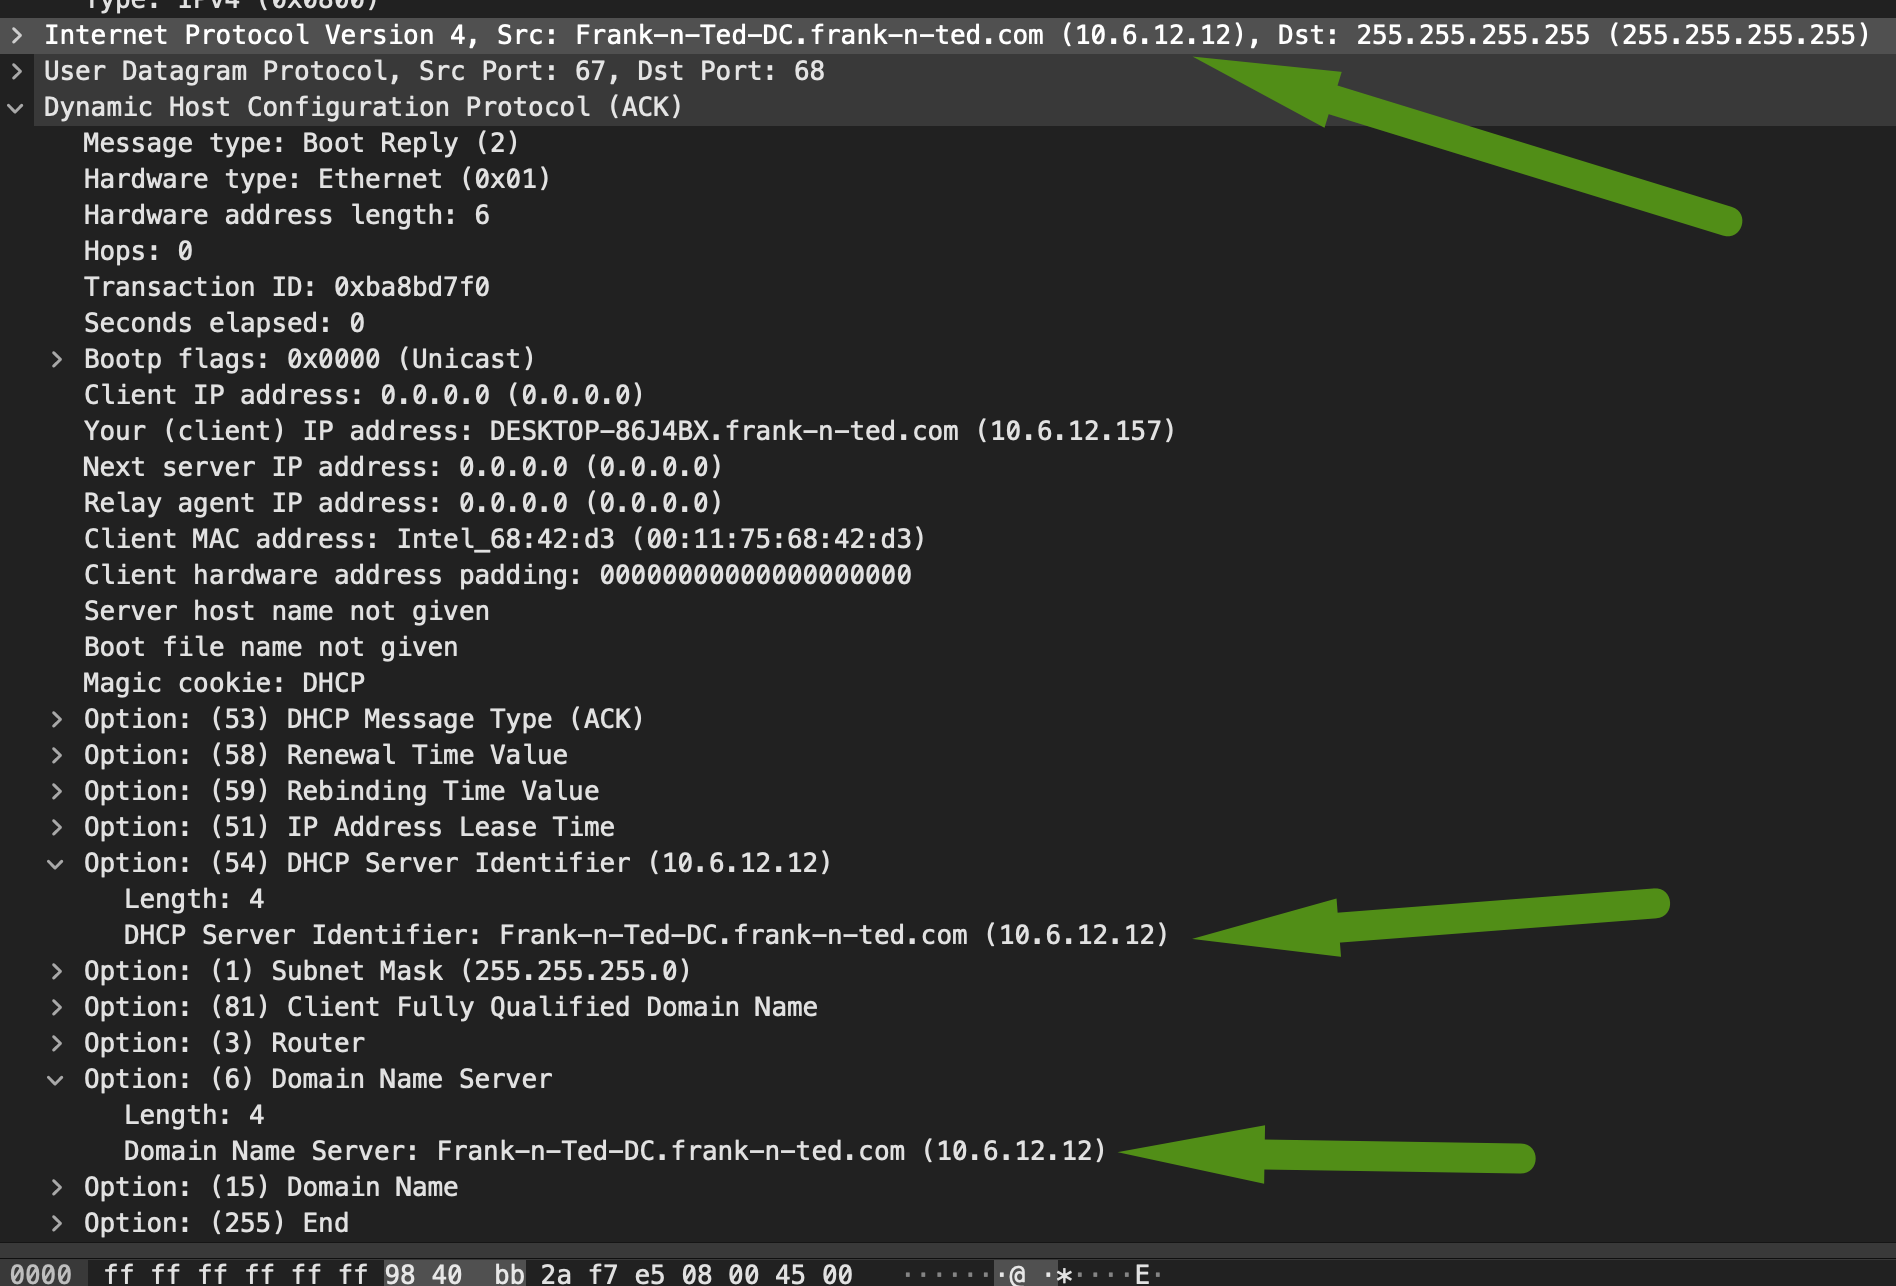 Type: IPv4 (0x0800)
Internet Protocol Version 4, Src: Frank-n-Ted-DC.frank-n-ted.com (10.6.12.12), Dst: 255.255.255.255 (255.255.255.255)
User Datagram Protocol, Src Port: 67, Dst Port: 68
Dynamic Host Configuration Protocol (ACK)
Message type: Boot Reply (2)
Hardware type: Ethernet (0x01)
Hardware address length: 6
Hops: 0
Transaction ID: 0xba8bd7f0
Seconds elapsed: 0
Bootp flags: 0x0000 (Unicast)
Client IP address: 0.0.0.0 (0.0.0.0)
Your (client) IP address: DESKTOP-86J4BX.frank-n-ted.com (10.6.12.157)
Next server IP address: 0.0.0.0 (0.0.0.0)
Relay agent IP address: 0.0.0.0 (0.0.0.0)
Client MAC address: Intel_68:42:d3 (00:11:75:68:42:d3)
Client hardware address padding: 00000000000000000000
Server host name not given
Boot file name not given
Magic cookie: DHCP
Option: (53) DHCP Message Type (ACK)
Option: (58) Renewal Time Value
Option: (59) Rebinding Time Value
Option: (51) IP Address Lease Time
Option: (54) DHCP Server Identifier (10.6.12.12)
Length: 4
DHCP Server Identifier: Frank-n-Ted-DC.frank-n-ted.com (10.6.12.12)
Option: (1) Subnet Mask (255.255.255.0)
Option: (81) Client Fully Qualified Domain Name
Option: (3) Router
Option: (6) Domain Name Server
Length: 4
Domain Name Server: Frank-n-Ted-DC.frank-n-ted.com (10.6.12.12)
Option: (15) Domain Name
Option: (255) End
0000 ff ff ff ff ff ff 98 40 bb 2a f7 e5 08 00 45 00 ·······@ ·*····E·